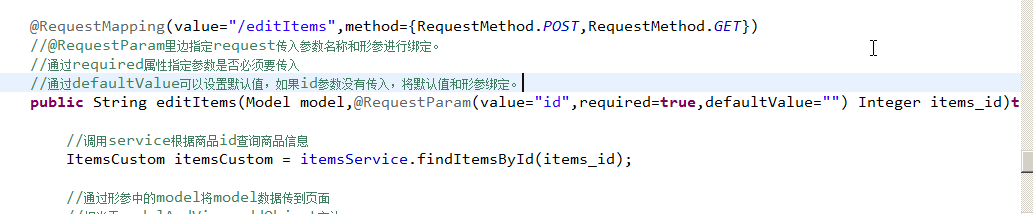 @RequestMapping(value="/editItems",method={RequestMethod.POST,RequestMethod.GET})
//@RequestParam里边指定request传入参数名称和形参进行绑定。
//通过required属性指定参数是否必须要传入
//通过defaultValue可以设置默认值，如果id参数没有传入，将默认值和形参绑定。
public String editItems(Model model,@RequestParam(value="id",required=true,defaultValue="") Integer items_id)t
//调用service根据商品id查询商品信息
ItemsCustom itemsCustom = itemsService.findItemsById(items_id);
//通过形参中的model将model数据传到页面